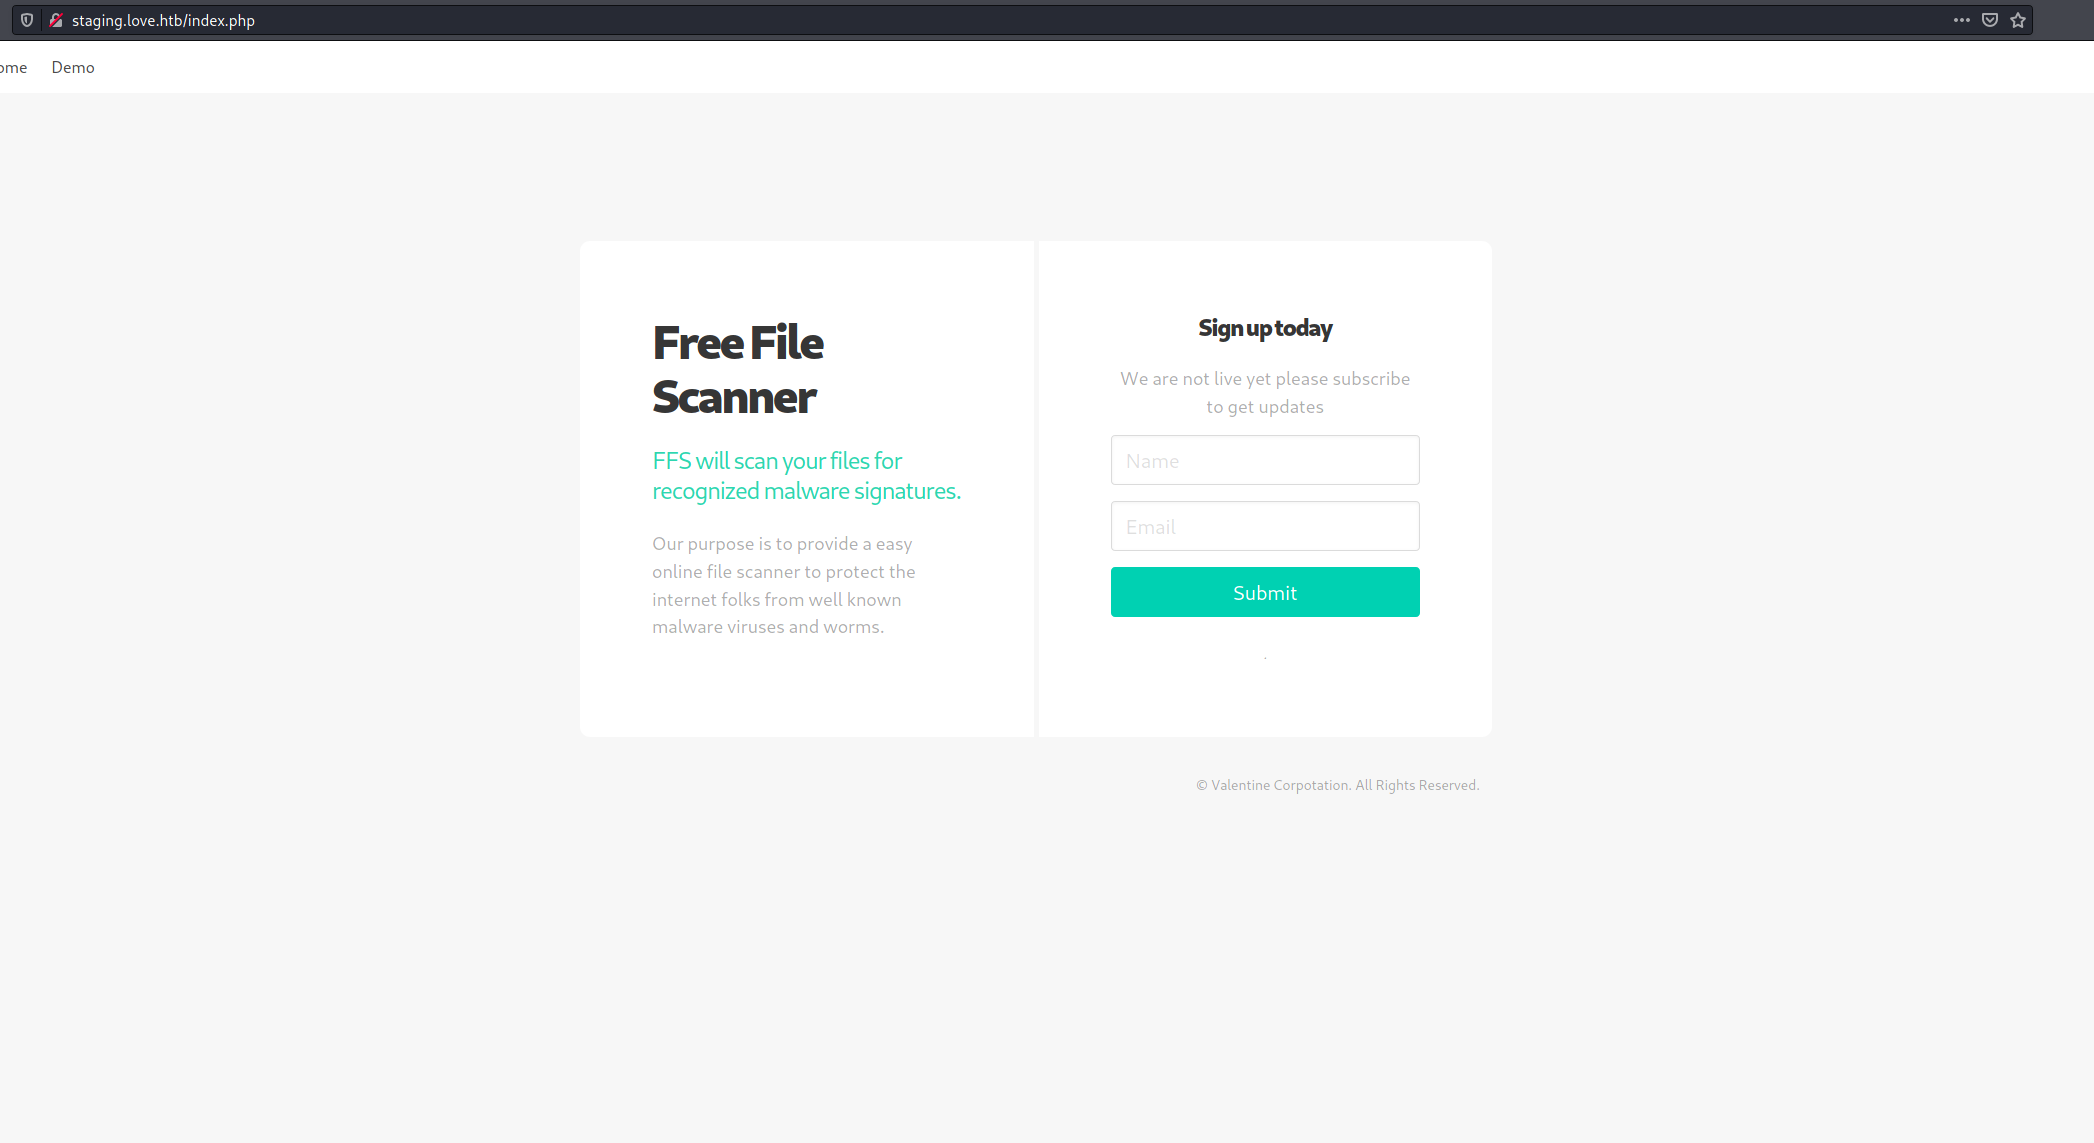 staging.love.htb/index.php
ome Demo
Free File
Scanner
FFS will scan your files for
recognized malware signatures.
Our purpose is to provide a easy
online file scanner to protect the
internet folks from well known
malware viruses and worms.
Sign up today
We are not live yet please subscribe
to get updates
Name
Email
Submit
.
© Valentine Corpotation. All Rights Reserved.